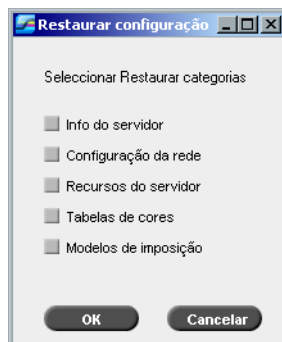 Restaurar configuração
Seleccionar Restaurar categorias
Info do servidor
Configuração da rede
Recursos do servidor
Tabelas de cores
Modelos de imposição
OK Cancelar